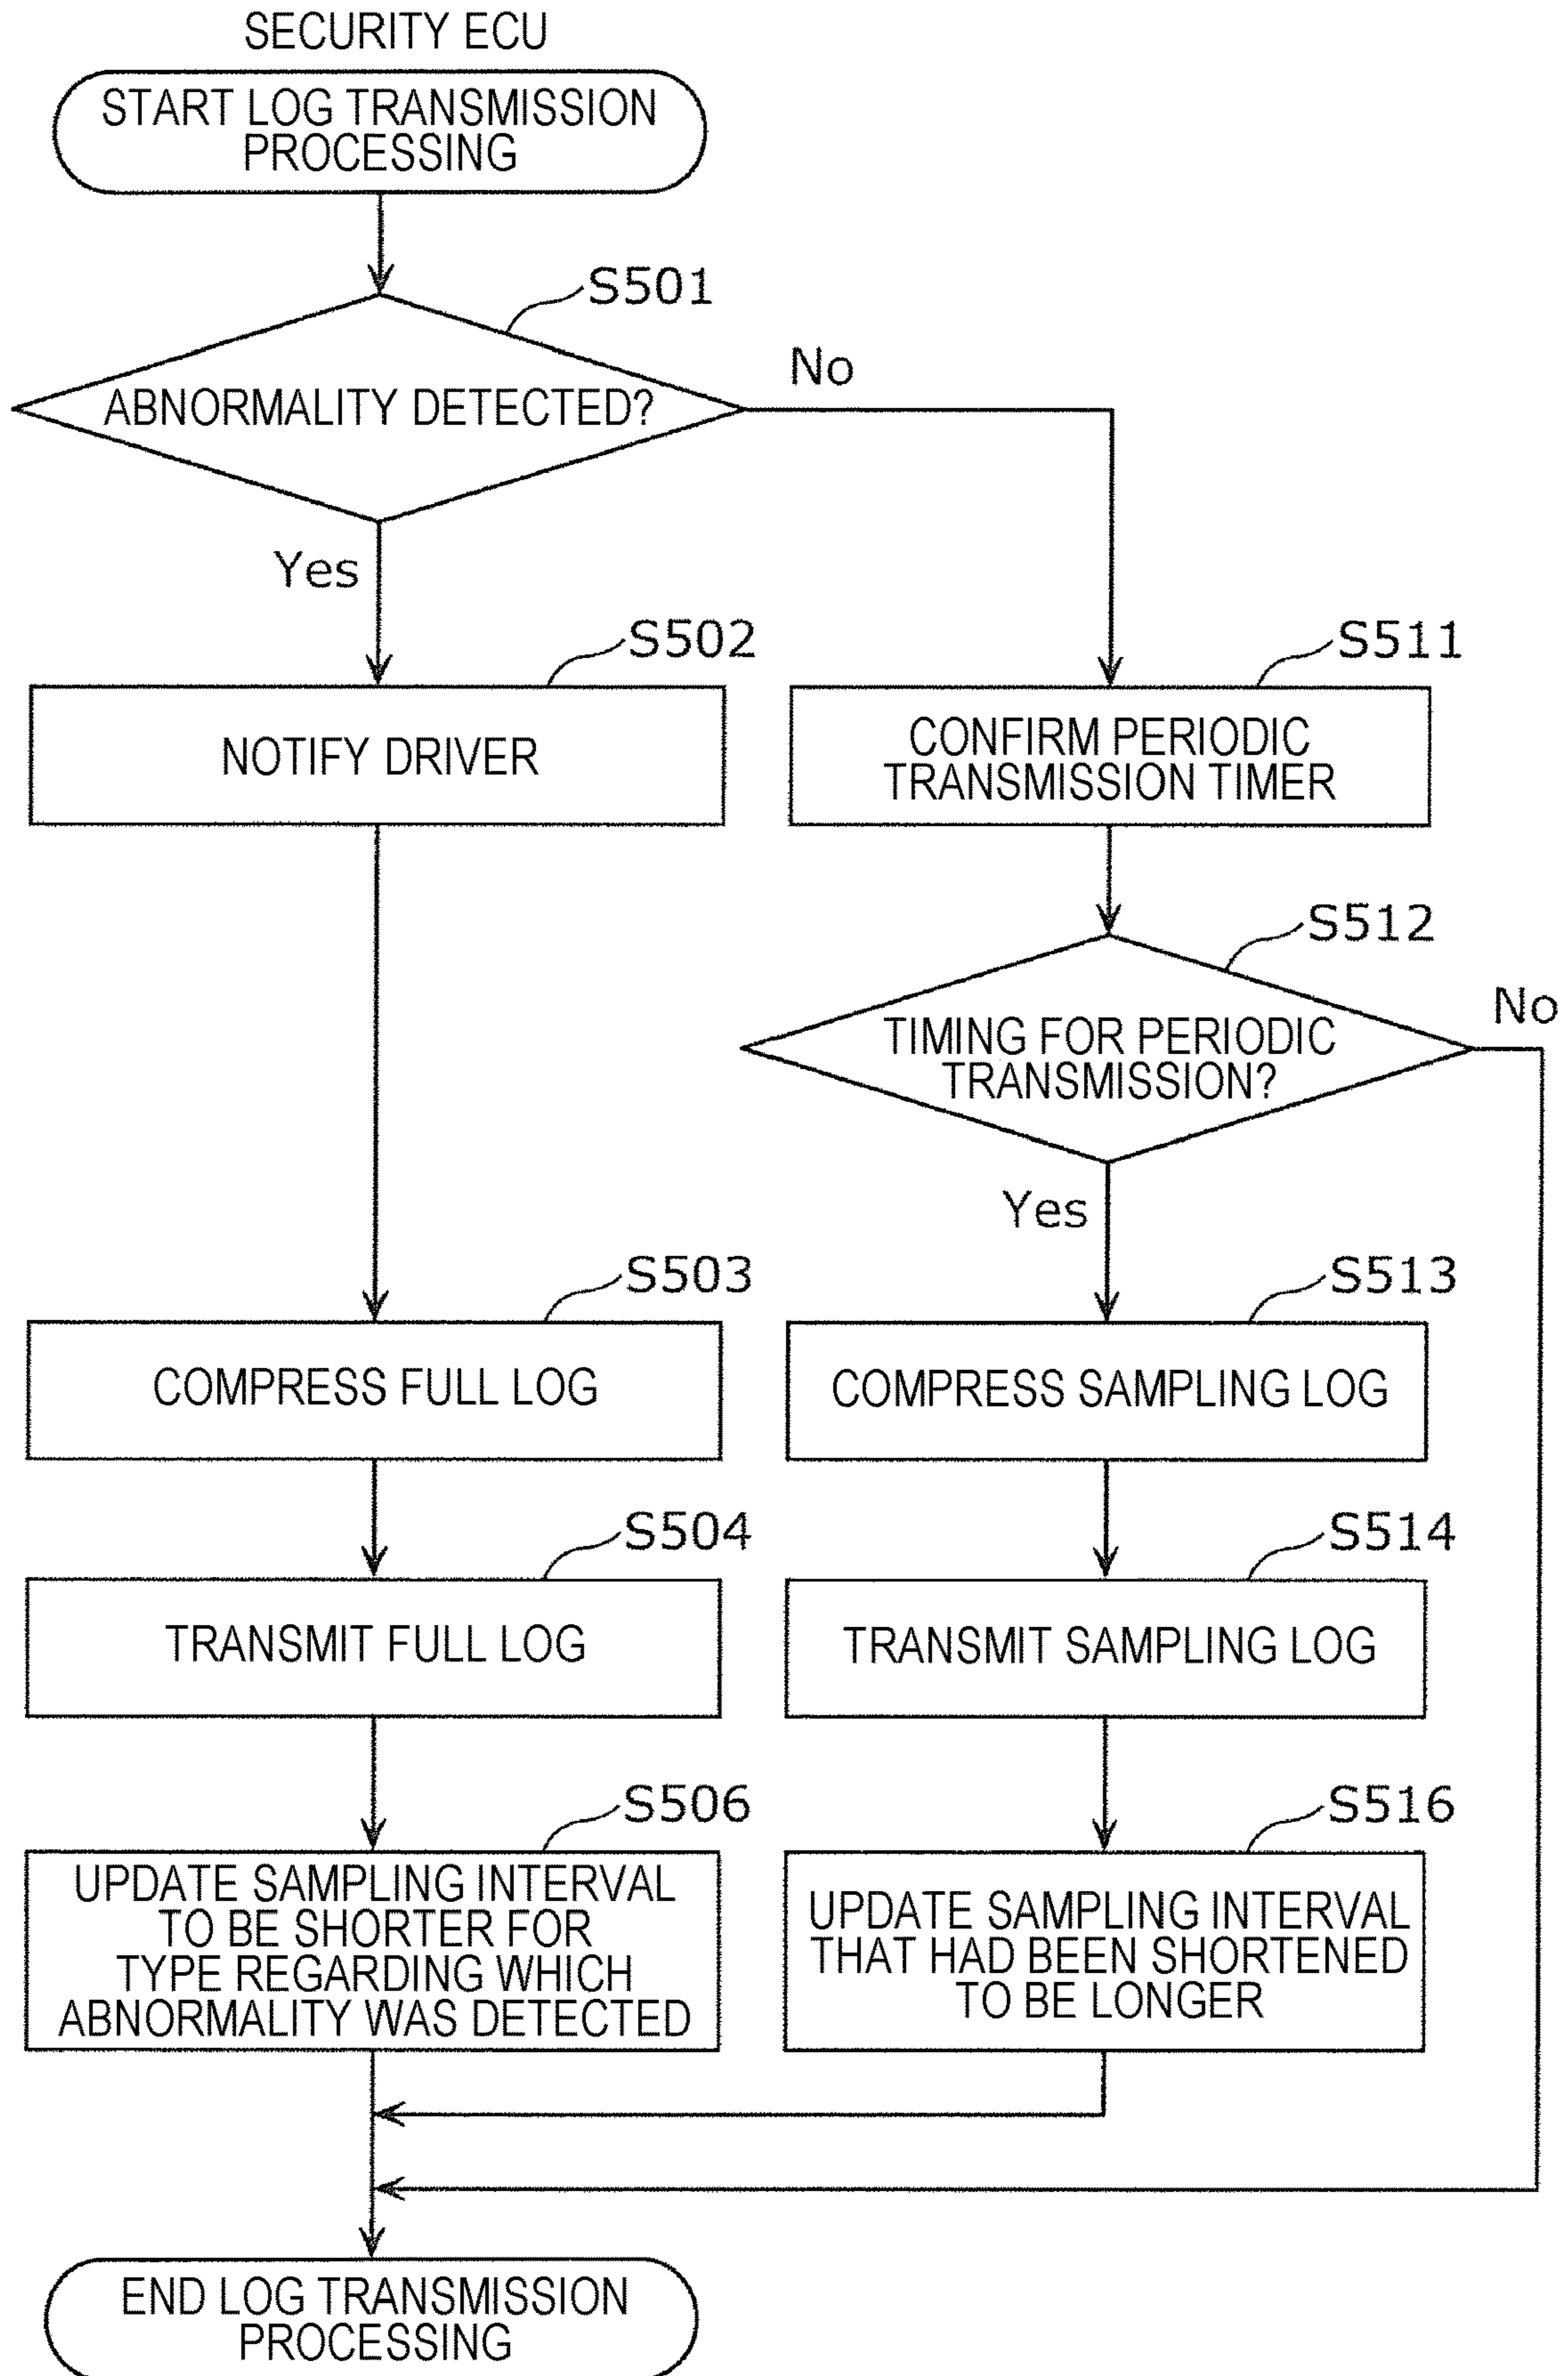 SECURITY ECU
START LOG TRANSMISSION
PROCESSING
S501
ABNORMALITY DETECTED?
No
Yes
S502
NOTIFY DRIVER
S511
CONFIRM PERIODIC
TRANSMISSION TIMER
S512
TIMING FOR PERIODIC
TRANSMISSION?
No
Yes
S503
COMPRESS FULL LOG
S513
COMPRESS SAMPLING LOG
S504
TRANSMIT FULL LOG
S514
TRANSMIT SAMPLING LOG
S506
UPDATE SAMPLING INTERVAL
TO BE SHORTER FOR
TYPE REGARDING WHICH
ABNORMALITY WAS DETECTED
S516
UPDATE SAMPLING INTERVAL
THAT HAD BEEN SHORTENED
TO BE LONGER
END LOG TRANSMISSION
PROCESSING